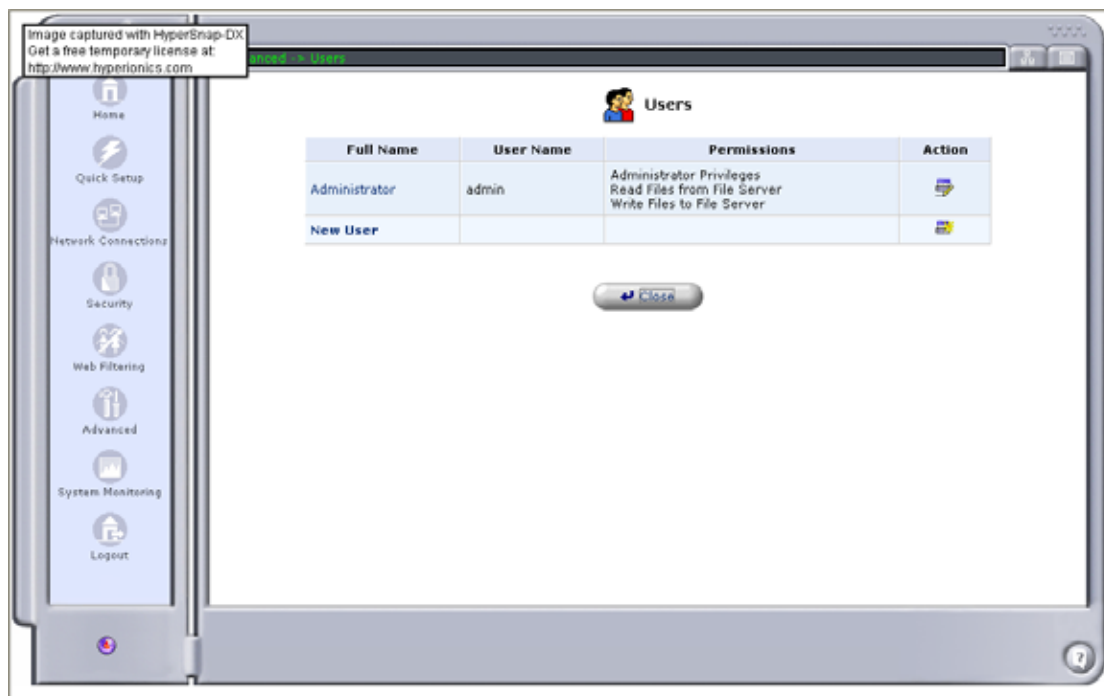 Image captured with HyperSnap-DX
Get a free temporary license at:
http://www.hyperionics.com
anced -> Users
Home
Quick Setup
Network Connections
Security
Web Filtering
Advanced
System Monitoring
Logout
Users
Full Name User Name Permissions Action
Administrator admin Administrator Privileges
Read Files from File Server
Write Files to File Server
New User
Close
?